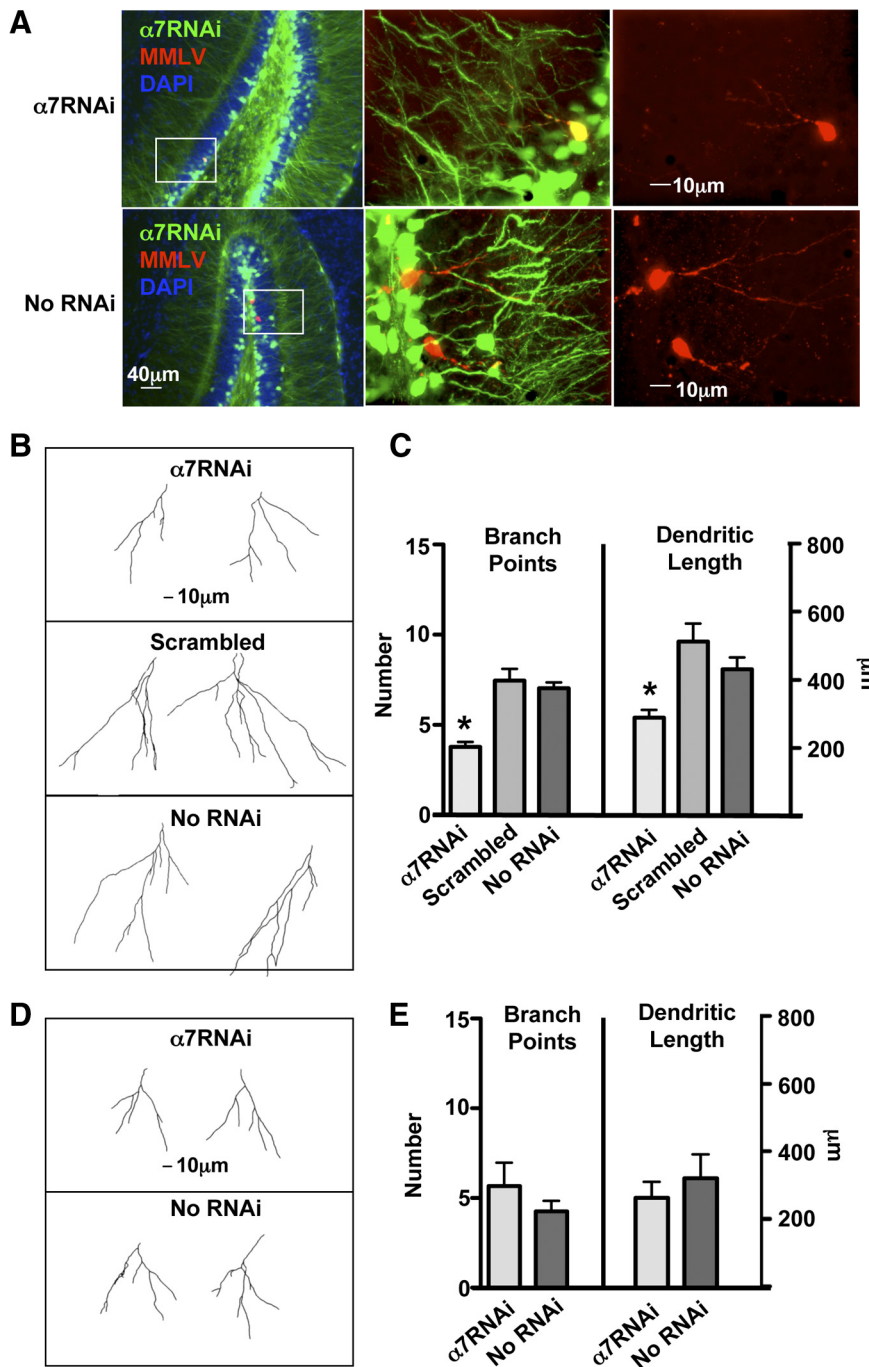 A
α7RNAi
MMLV
DAPI
α7RNAi
10μm
α7RNAi
MMLV
DAPI
No RNAi
40μm
10μm
B
α7RNAi
10μm
Scrambled
No RNAi
C
Branch
Points
Dendritic
Length
15
10
5
0
Number
800
600
400
200
μm
*
*
α7RNAi
Scrambled
No RNAi
α7RNAi
Scrambled
No RNAi
D
α7RNAi
10μm
No RNAi
E
Branch
Points
Dendritic
Length
15
10
5
0
Number
800
600
400
200
μm
α7RNAi
No RNAi
α7RNAi
No RNAi